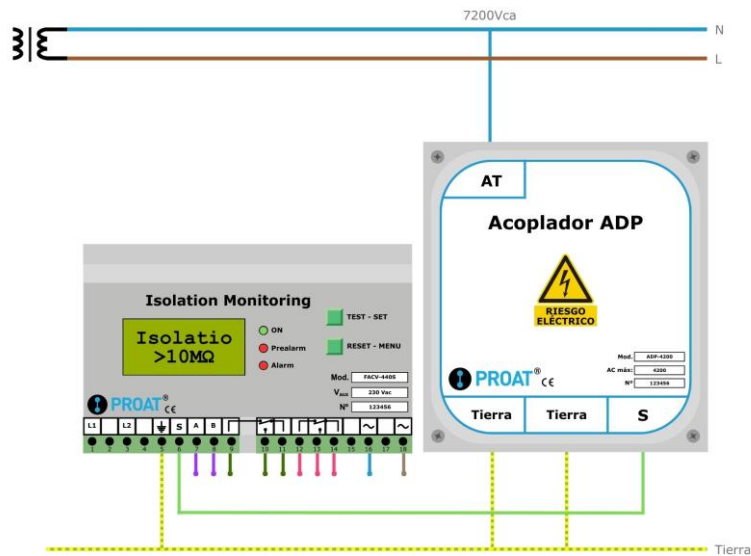 7200Vca
N
L
AT
Acoplador ADP
RIESGO
ELÉCTRICO
Mod. ADP-4200
AC máx: 4200
Nº 123456
PROAT® CE
Tierra Tierra S
Isolation Monitoring
Isolatio
>10MΩ
ON
Prealarm
Alarm
TEST - SET
RESET - MENU
Mod. FACV-440S
Vaux 230 Vac
Nº 123456
PROAT® CE
L1 L2 S A B
1 2 3 4 5 6 7 8 9 10 11 12 13 14 15 16 17 18
Tierra